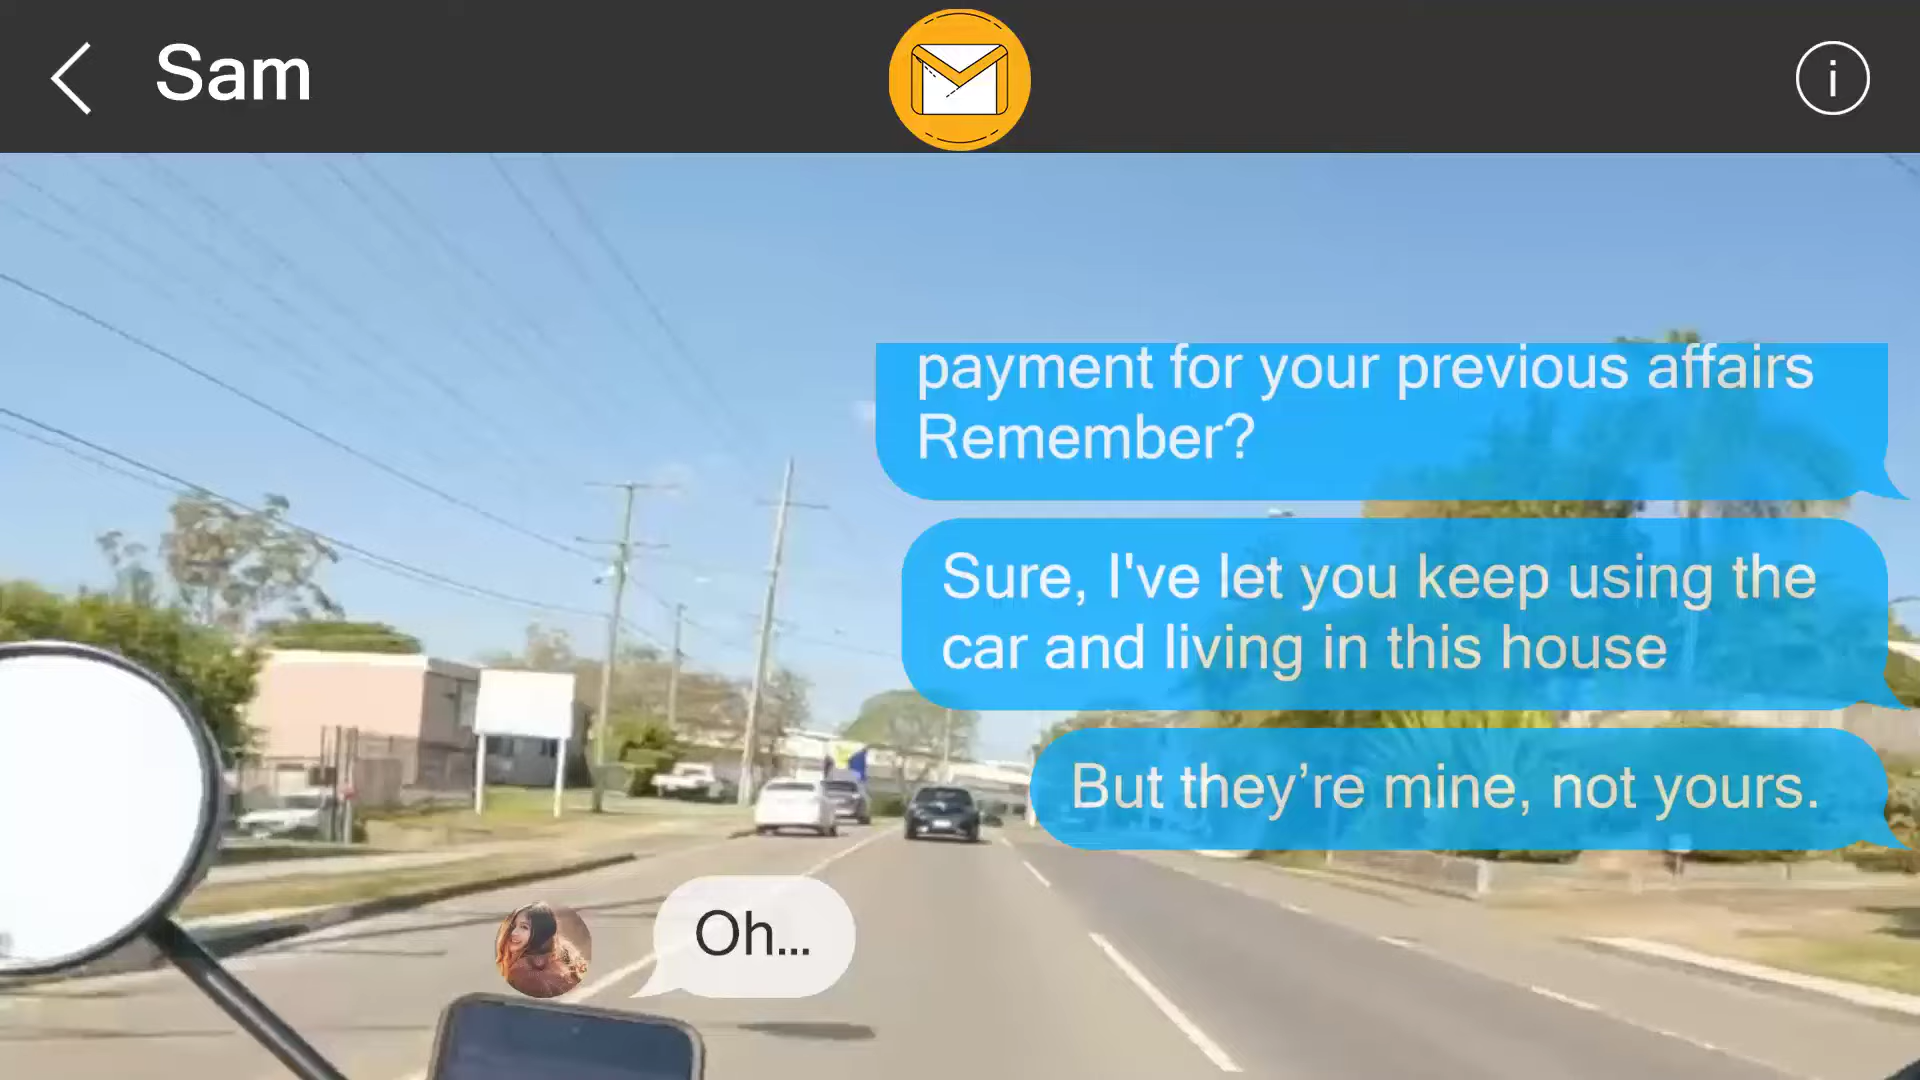 Sam
payment for your previous affairs
Remember?
Sure, I've let you keep using the
car and living in this house
But they’re mine, not yours.
Oh...